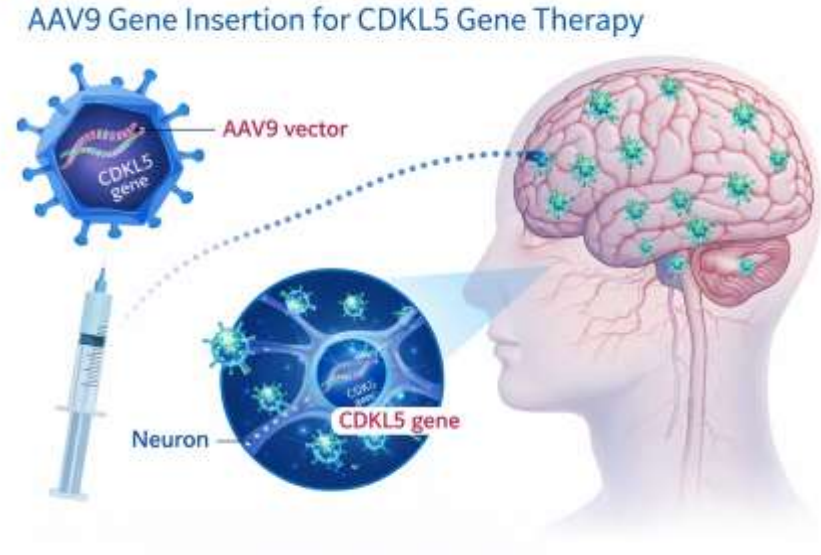 AAV9 Gene Insertion for CDKL5 Gene Therapy
AAV9 vector
CDKL5
gene
CDKL5 gene
Neuron